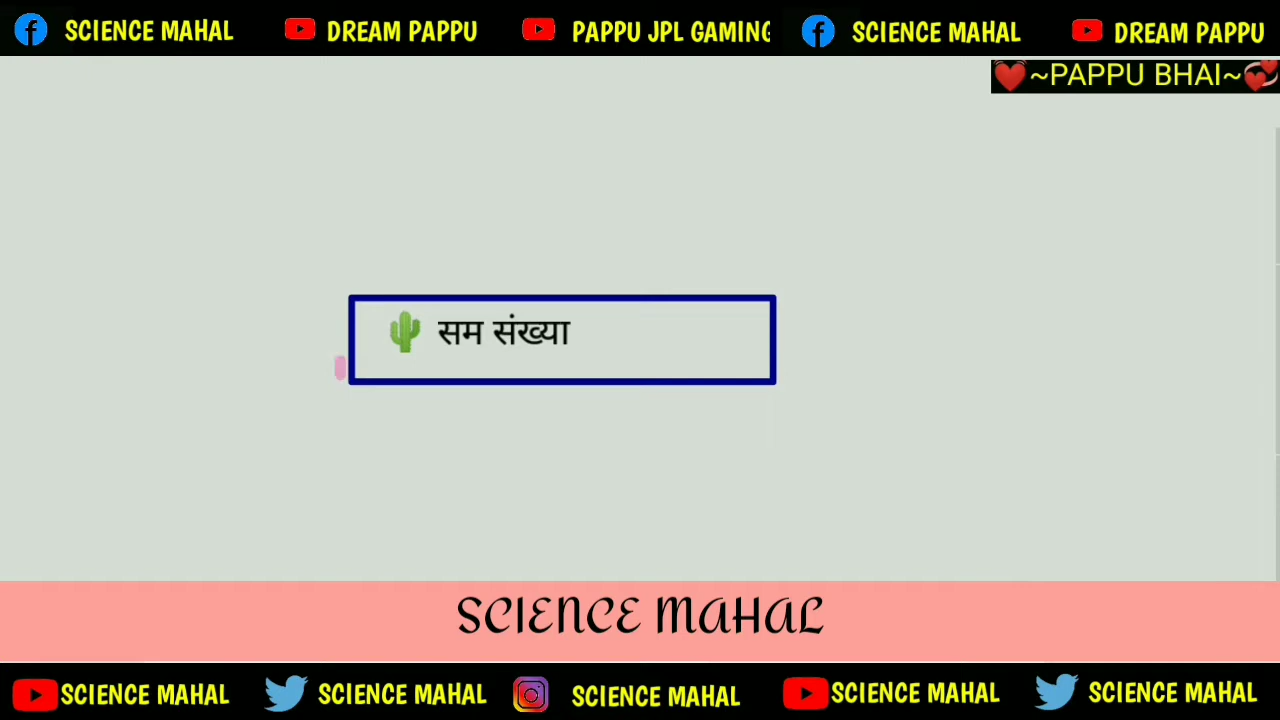 SCIENCE MAHAL DREAM PAPPU PAPPU JPL GAMING SCIENCE MAHAL DREAM PAPPU
~PAPPU BHAI~
सम संख्या
SCIENCE MAHAL
SCIENCE MAHAL SCIENCE MAHAL SCIENCE MAHAL SCIENCE MAHAL SCIENCE MAHAL